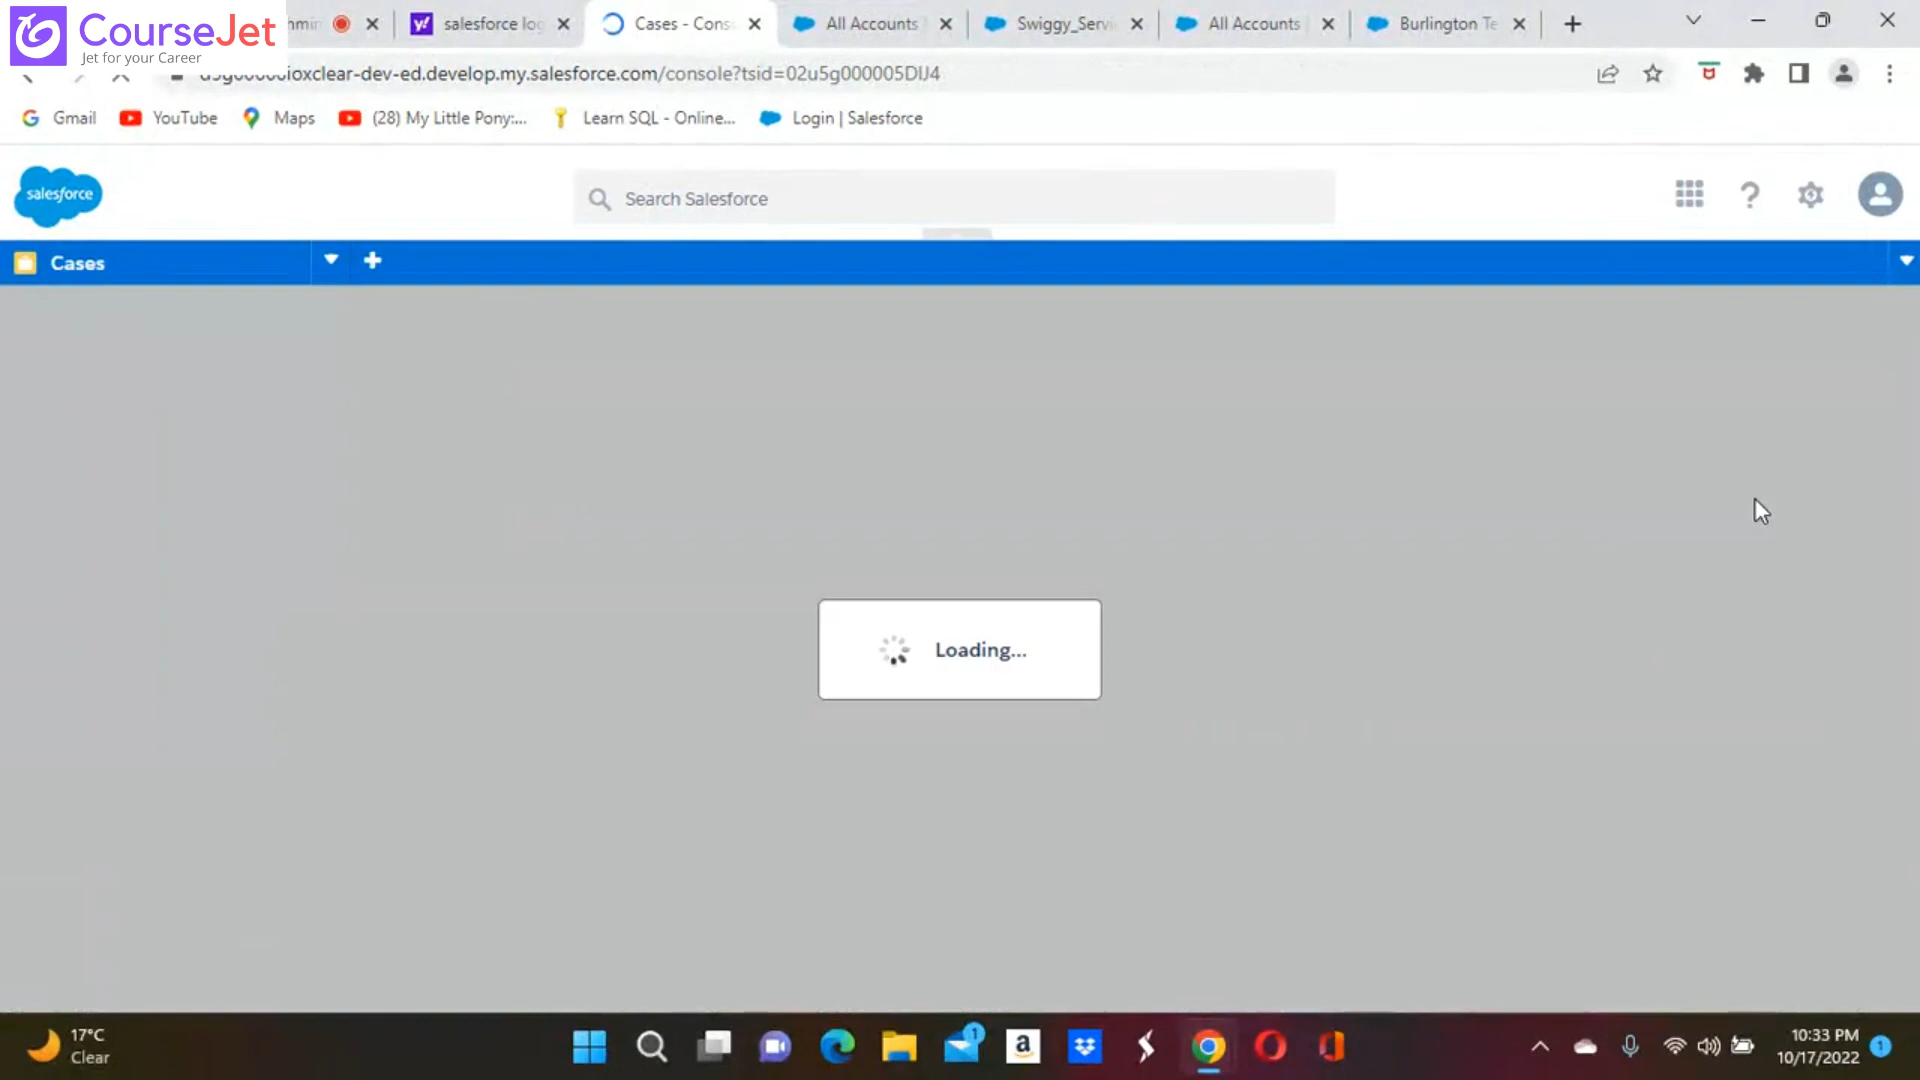 CourseJet
Jet for your Career
salesforce log
Cases - Cons
All Accounts
Swiggy_Servi
All Accounts
Burlington Te
ioxclear-dev-ed.develop.my.salesforce.com/console?tsid=02u5g000005DIJ4
Gmail
YouTube
Maps
(28) My Little Pony:...
Learn SQL - Online...
Login | Salesforce
salesforce
Search Salesforce
Cases
Loading...
17°C
Clear
1
a
10:33 PM
10/17/2022
1